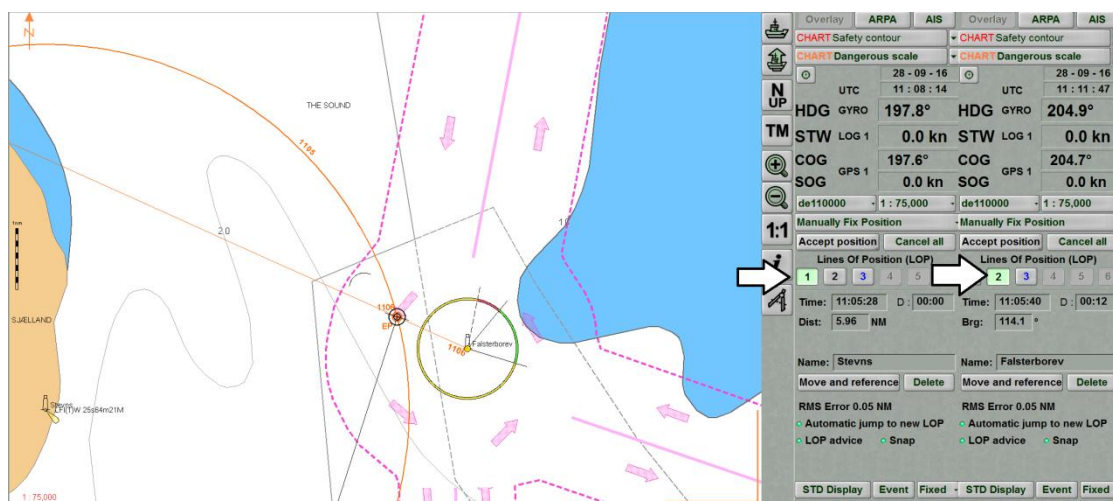 N
THE SOUND
1105
2.0
10
1nm
SJÆLLAND
1105
EP
1106
Falsterborev
Stevns
LFl(1)W 25s64m21M
1 : 75,000
N
UP
TM
1:1
Overlay ARPA AIS
CHART Safety contour
CHART Dangerous scale
28 - 09 - 16
UTC 11 : 08 : 14
HDG GYRO 197.8°
STW LOG 1 0.0 kn
COG 197.6°
GPS 1
SOG 0.0 kn
de110000 1 : 75,000
Manually Fix Position
Accept position Cancel all
Lines Of Position (LOP)
1 2 3 4 5
Time: 11:05:28 D : 00:00
Dist: 5.96 NM
Name: Stevns
Move and reference Delete
RMS Error 0.05 NM
Automatic jump to new LOP
LOP advice Snap
STD Display Event Fixed
Overlay ARPA AIS
CHART Safety contour
CHART Dangerous scale
28 - 09 - 16
UTC 11 : 11 : 47
HDG GYRO 204.9°
STW LOG 1 0.0 kn
COG 204.7°
GPS 1
SOG 0.0 kn
de110000 1 : 75,000
Manually Fix Position
Accept position Cancel all
Lines Of Position (LOP)
2 3 4 5 6
Time: 11:05:40 D : 00:12
Brg: 114.1 °
Name: Falsterborev
Move and reference Delete
RMS Error 0.05 NM
Automatic jump to new LOP
LOP advice Snap
STD Display Event Fixed